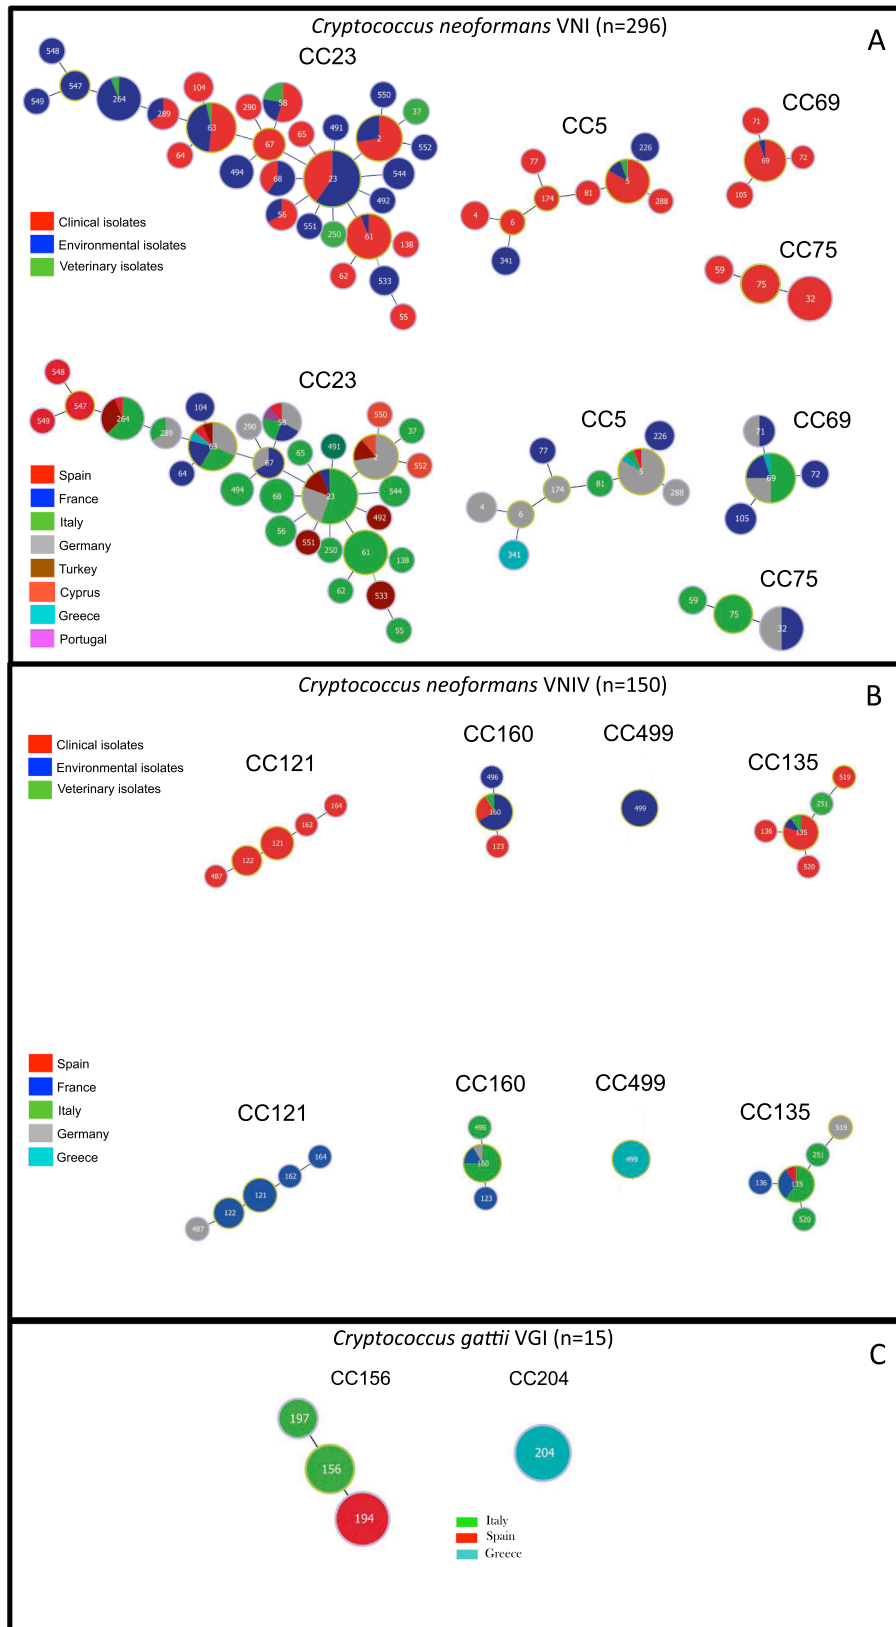 Cryptococcus neoformans VNI (n=296)
A
CC23
548
547
549
264
104
289
63
64
290
58
67
65
491
550
37
2
552
494
68
23
544
492
56
551
250
61
138
62
533
55
CC5
77
226
174
81
5
288
4
6
341
CC69
71
69
72
105
CC75
59
75
32
Clinical isolates
Environmental isolates
Veterinary isolates
CC23
548
547
549
264
104
289
63
64
290
58
67
65
491
550
37
2
552
494
68
23
544
492
56
551
250
61
138
62
533
55
CC5
77
226
174
81
5
288
4
6
341
CC69
71
69
72
105
CC75
59
75
32
Spain
France
Italy
Germany
Turkey
Cyprus
Greece
Portugal
Cryptococcus neoformans VNIV (n=150)
B
Clinical isolates
Environmental isolates
Veterinary isolates
CC121
164
162
121
122
487
CC160
496
160
123
CC499
499
CC135
519
251
136
135
520
Spain
France
Italy
Germany
Greece
CC121
164
162
121
122
487
CC160
496
160
123
CC499
499
CC135
519
251
136
135
520
Cryptococcus gattii VGI (n=15)
C
CC156
197
156
194
CC204
204
Italy
Spain
Greece